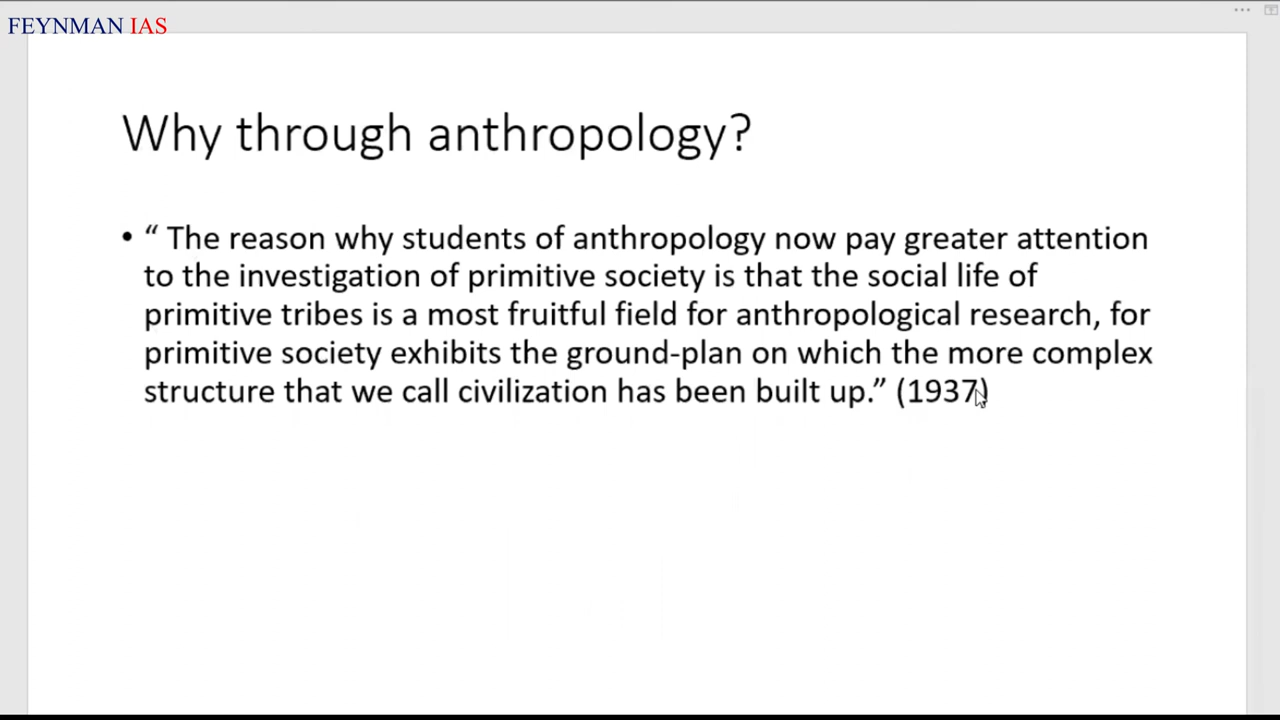 FEYNMAN IAS
Why through anthropology?
• “ The reason why students of anthropology now pay greater attention
to the investigation of primitive society is that the social life of
primitive tribes is a most fruitful field for anthropological research, for
primitive society exhibits the ground-plan on which the more complex
structure that we call civilization has been built up.” (1937)